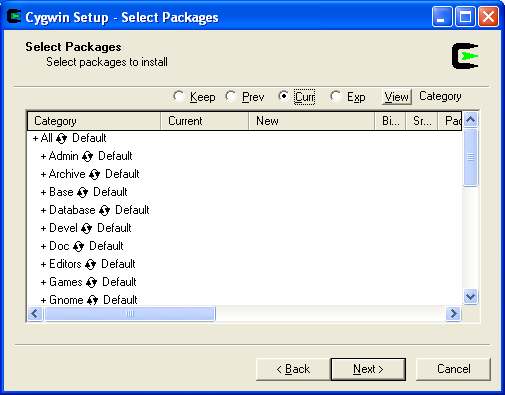 Cygwin Setup - Select Packages
Select Packages
Select packages to install
Keep Prev Curr Exp View Category
Category Current New Bi... Sr... Pac
+ All Default
+ Admin Default
+ Archive Default
+ Base Default
+ Database Default
+ Devel Default
+ Doc Default
+ Editors Default
+ Games Default
+ Gnome Default
< Back Next > Cancel